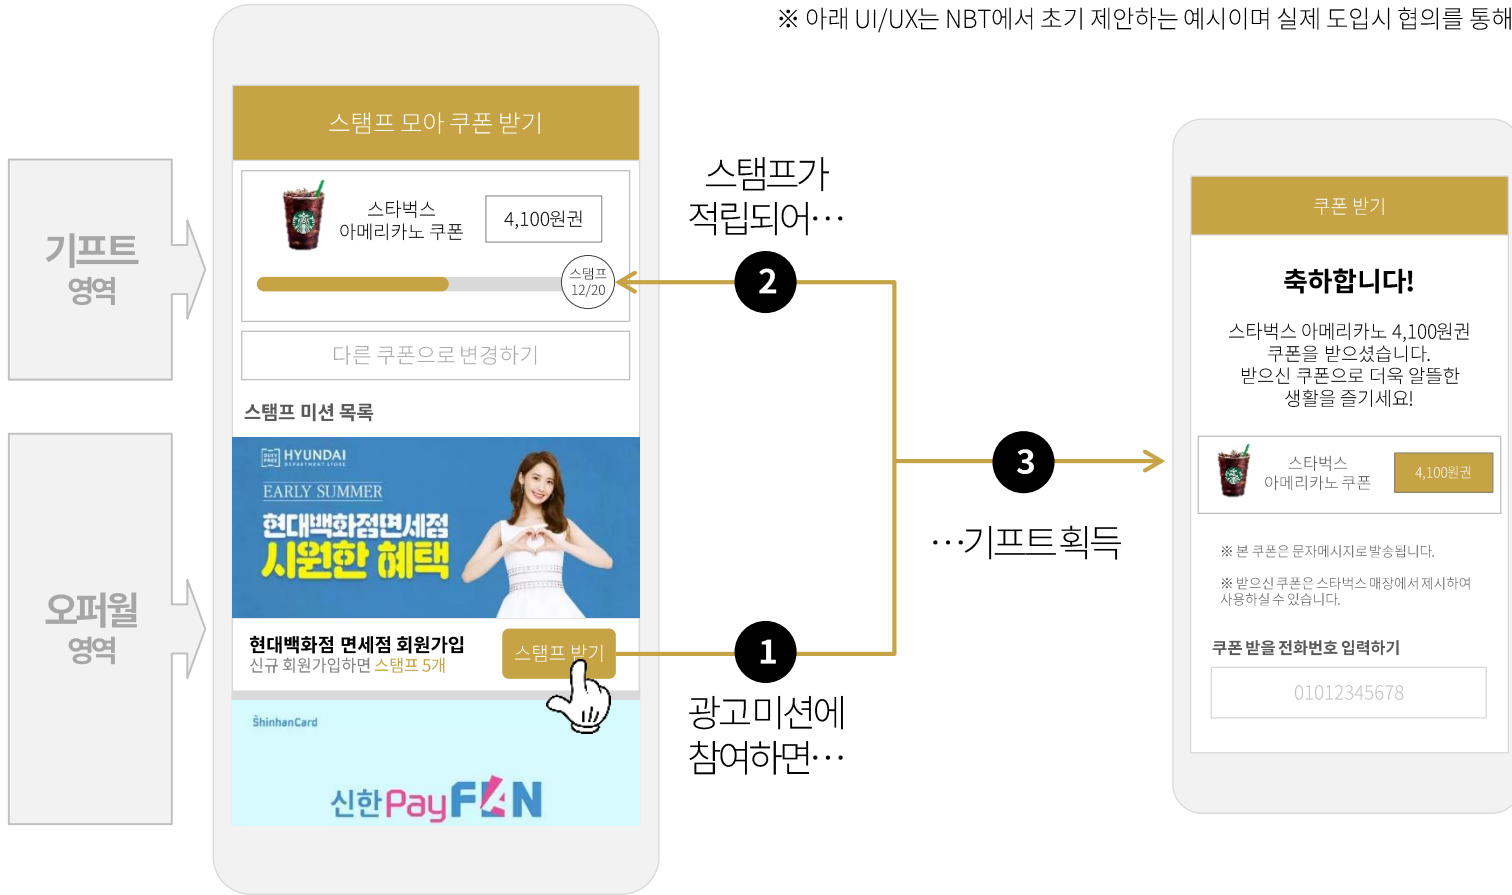 ※ 아래 UI/UX는 NBT에서 초기 제안하는 예시이며 실제 도입시 협의를 통해
기프트
영역
오퍼월
영역
스탬프 모아 쿠폰 받기
스타벅스
아메리카노 쿠폰
4,100원권
스탬프
12/20
다른 쿠폰으로 변경하기
스탬프 미션 목록
DUTY FREE HYUNDAI
DEPARTMENT STORE
EARLY SUMMER
현대백화점면세점
시원한 혜택
현대백화점 면세점 회원가입
신규 회원가입하면 스탬프 5개
스탬프 받기
ShinhanCard
신한PayFAN
스탬프가
적립되어…
2
1
광고미션에
참여하면…
3
…기프트 획득
쿠폰 받기
축하합니다!
스타벅스 아메리카노 4,100원권
쿠폰을 받으셨습니다.
받으신 쿠폰으로 더욱 알뜰한
생활을 즐기세요!
스타벅스
아메리카노 쿠폰
4,100원권
※ 본 쿠폰은 문자메시지로 발송됩니다.
※ 받으신 쿠폰은 스타벅스 매장에서 제시하여
사용하실 수 있습니다.
쿠폰 받을 전화번호 입력하기
01012345678